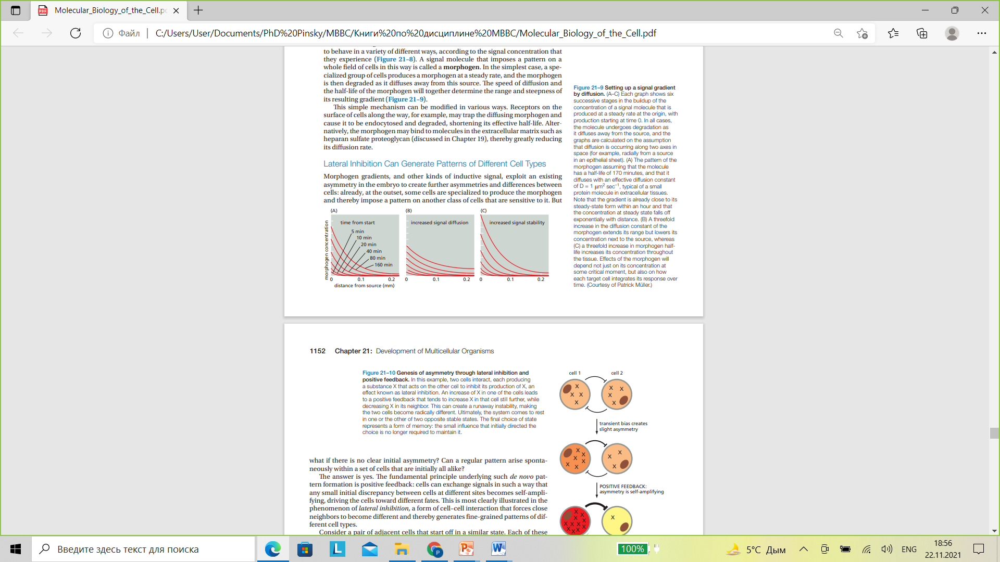 Molecular_Biology_of_the_Cell.pc
Файл
C:/Users/User/Documents/PhD%20Pinsky/MBBC/Книги%20по%20дисциплине%20MBBC/Molecular_Biology_of_the_Cell.pdf
to behave in a variety of different ways, according to the signal concentration that
they experience (Figure 21–8). A signal molecule that imposes a pattern on a
whole field of cells in this way is called a morphogen. In the simplest case, a spe-
cialized group of cells produces a morphogen at a steady rate, and the morphogen
is then degraded as it diffuses away from this source. The speed of diffusion and
the half-life of the morphogen will together determine the range and steepness of
its resulting gradient (Figure 21–9).
This simple mechanism can be modified in various ways. Receptors on the
surface of cells along the way, for example, may trap the diffusing morphogen and
cause it to be endocytosed and degraded, shortening its effective half-life. Alter-
natively, the morphogen may bind to molecules in the extracellular matrix such as
heparan sulfate proteoglycan (discussed in Chapter 19), thereby greatly reducing
its diffusion rate.
Lateral Inhibition Can Generate Patterns of Different Cell Types
Morphogen gradients, and other kinds of inductive signal, exploit an existing
asymmetry in the embryo to create further asymmetries and differences between
cells: already, at the outset, some cells are specialized to produce the morphogen
and thereby impose a pattern on another class of cells that are sensitive to it. But
(A)
morphogen concentration
time from start
5 min
10 min
20 min
40 min
80 min
160 min
0 0.1 0.2
distance from source (mm)
(B)
increased signal diffusion
0 0.1 0.2
(C)
increased signal stability
0 0.1 0.2
Figure 21–9 Setting up a signal gradient
by diffusion. (A–C) Each graph shows six
successive stages in the buildup of the
concentration of a signal molecule that is
produced at a steady rate at the origin, with
production starting at time 0. In all cases,
the molecule undergoes degradation as
it diffuses away from the source, and the
graphs are calculated on the assumption
that diffusion is occurring along two axes in
space (for example, radially from a source
in an epithelial sheet). (A) The pattern of the
morphogen assuming that the molecule
has a half-life of 170 minutes, and that it
diffuses with an effective diffusion constant
of D = 1 μm² sec⁻¹, typical of a small
protein molecule in extracellular tissues.
Note that the gradient is already close to its
steady-state form within an hour and that
the concentration at steady state falls off
exponentially with distance. (B) A threefold
increase in the diffusion constant of the
morphogen extends its range but lowers its
concentration next to the source, whereas
(C) a threefold increase in morphogen half-
life increases its concentration throughout
the tissue. Effects of the morphogen will
depend not just on its concentration at
some critical moment, but also on how
each target cell integrates its response over
time. (Courtesy of Patrick Müller.)
1152 Chapter 21: Development of Multicellular Organisms
Figure 21–10 Genesis of asymmetry through lateral inhibition and
positive feedback. In this example, two cells interact, each producing
a substance X that acts on the other cell to inhibit its production of X, an
effect known as lateral inhibition. An increase of X in one of the cells leads
to a positive feedback that tends to increase X in that cell still further, while
decreasing X in its neighbor. This can create a runaway instability, making
the two cells become radically different. Ultimately, the system comes to rest
in one or the other of two opposite stable states. The final choice of state
represents a form of memory: the small influence that initially directed the
choice is no longer required to maintain it.
cell 1 cell 2
X X X X
X X X X X
transient bias creates
slight asymmetry
X X X X X X
X X X
POSITIVE FEEDBACK:
asymmetry is self-amplifying
X X X X X X X X X X X
X
what if there is no clear initial asymmetry? Can a regular pattern arise sponta-
neously within a set of cells that are initially all alike?
The answer is yes. The fundamental principle underlying such de novo pat-
tern formation is positive feedback: cells can exchange signals in such a way that
any small initial discrepancy between cells at different sites becomes self-ampli-
fying, driving the cells toward different fates. This is most clearly illustrated in the
phenomenon of lateral inhibition, a form of cell–cell interaction that forces close
neighbors to become different and thereby generates fine-grained patterns of dif-
ferent cell types.
Consider a pair of adjacent cells that start off in a similar state. Each of these
Введите здесь текст для поиска
100%
5°C Дым
ENG
18:56
22.11.2021